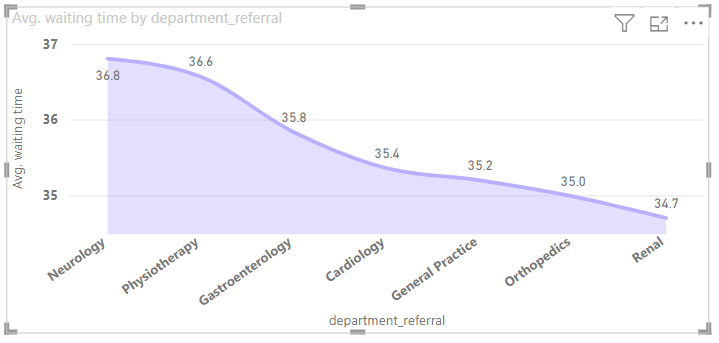 Avg. waiting time by department_referral
37
36
35
Avg. waiting time
36.8
36.6
35.8
35.4
35.2
35.0
34.7
Neurology
Physiotherapy
Gastroenterology
Cardiology
General Practice
Orthopedics
Renal
department_referral